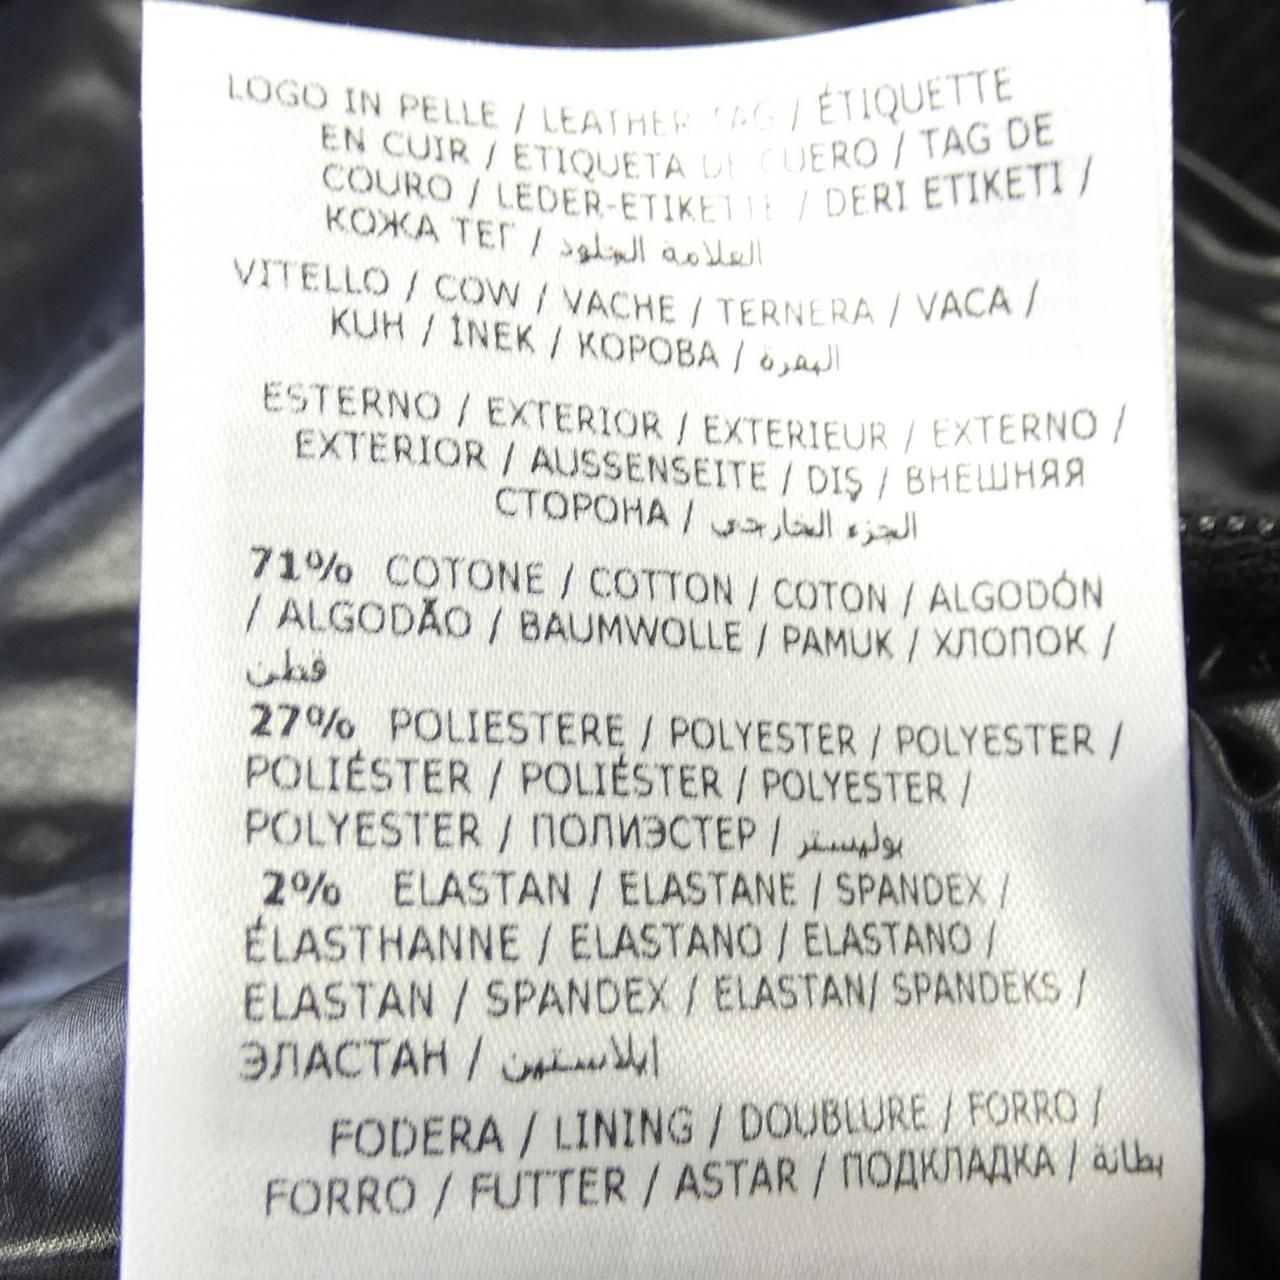 LOGO IN PELLE / LEATHER TAG / ÉTIQUETTE
EN CUIR / ETIQUETA DE CUERO / TAG DE
COURO / LEDER-ETIKETTE / DERI ETIKETI /
КОЖА ТЕГ / العلامة الجلود
VITELLO / COW / VACHE / TERNERA / VACA /
KUH / İNEK / КОРОВА / البقرة
ESTERNO / EXTERIOR / EXTERIEUR / EXTERNO /
EXTERIOR / AUSSENSEITE / DIŞ / ВНЕШНЯЯ
СТОРОНА / الجزء الخارجي
71% COTONE / COTTON / COTON / ALGODÓN
/ ALGODÃO / BAUMWOLLE / PAMUK / ХЛОПОК /
قطن
27% POLIESTERE / POLYESTER / POLYESTER /
POLIÉSTER / POLIÉSTER / POLYESTER /
POLYESTER / ПОЛИЭСТЕР / بوليستر
2% ELASTAN / ELASTANE / SPANDEX /
ÉLASTHANNE / ELASTANO / ELASTANO /
ELASTAN / SPANDEX / ELASTAN/ SPANDEKS /
ЭЛАСТАН / ايلاستين
FODERA / LINING / DOUBLURE / FORRO /
FORRO / FUTTER / ASTAR / ПОДКЛАДКА / بطانة